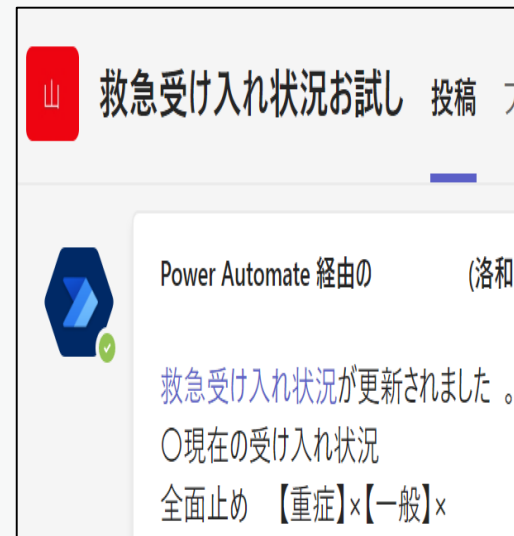 山
救急受け入れ状況お試し 投稿
Power Automate 経由の (洛和
救急受け入れ状況が更新されました 。
〇現在の受け入れ状況
全面止め 【重症】×【一般】×